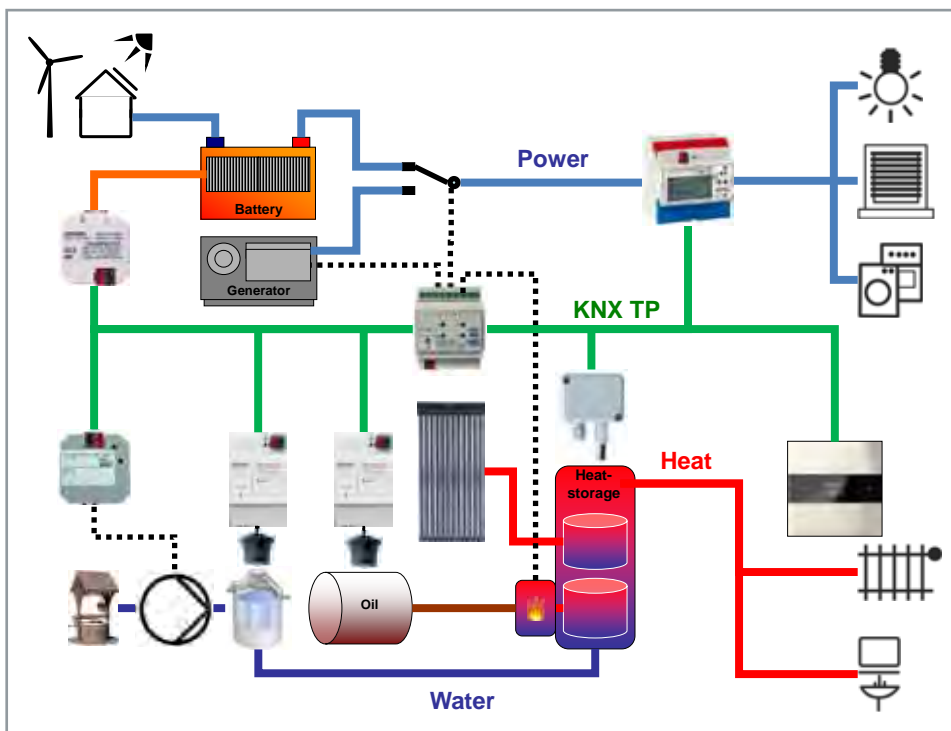 Power
Battery
Generator
KNX TP
Heat-
storage
Heat
Oil
Water